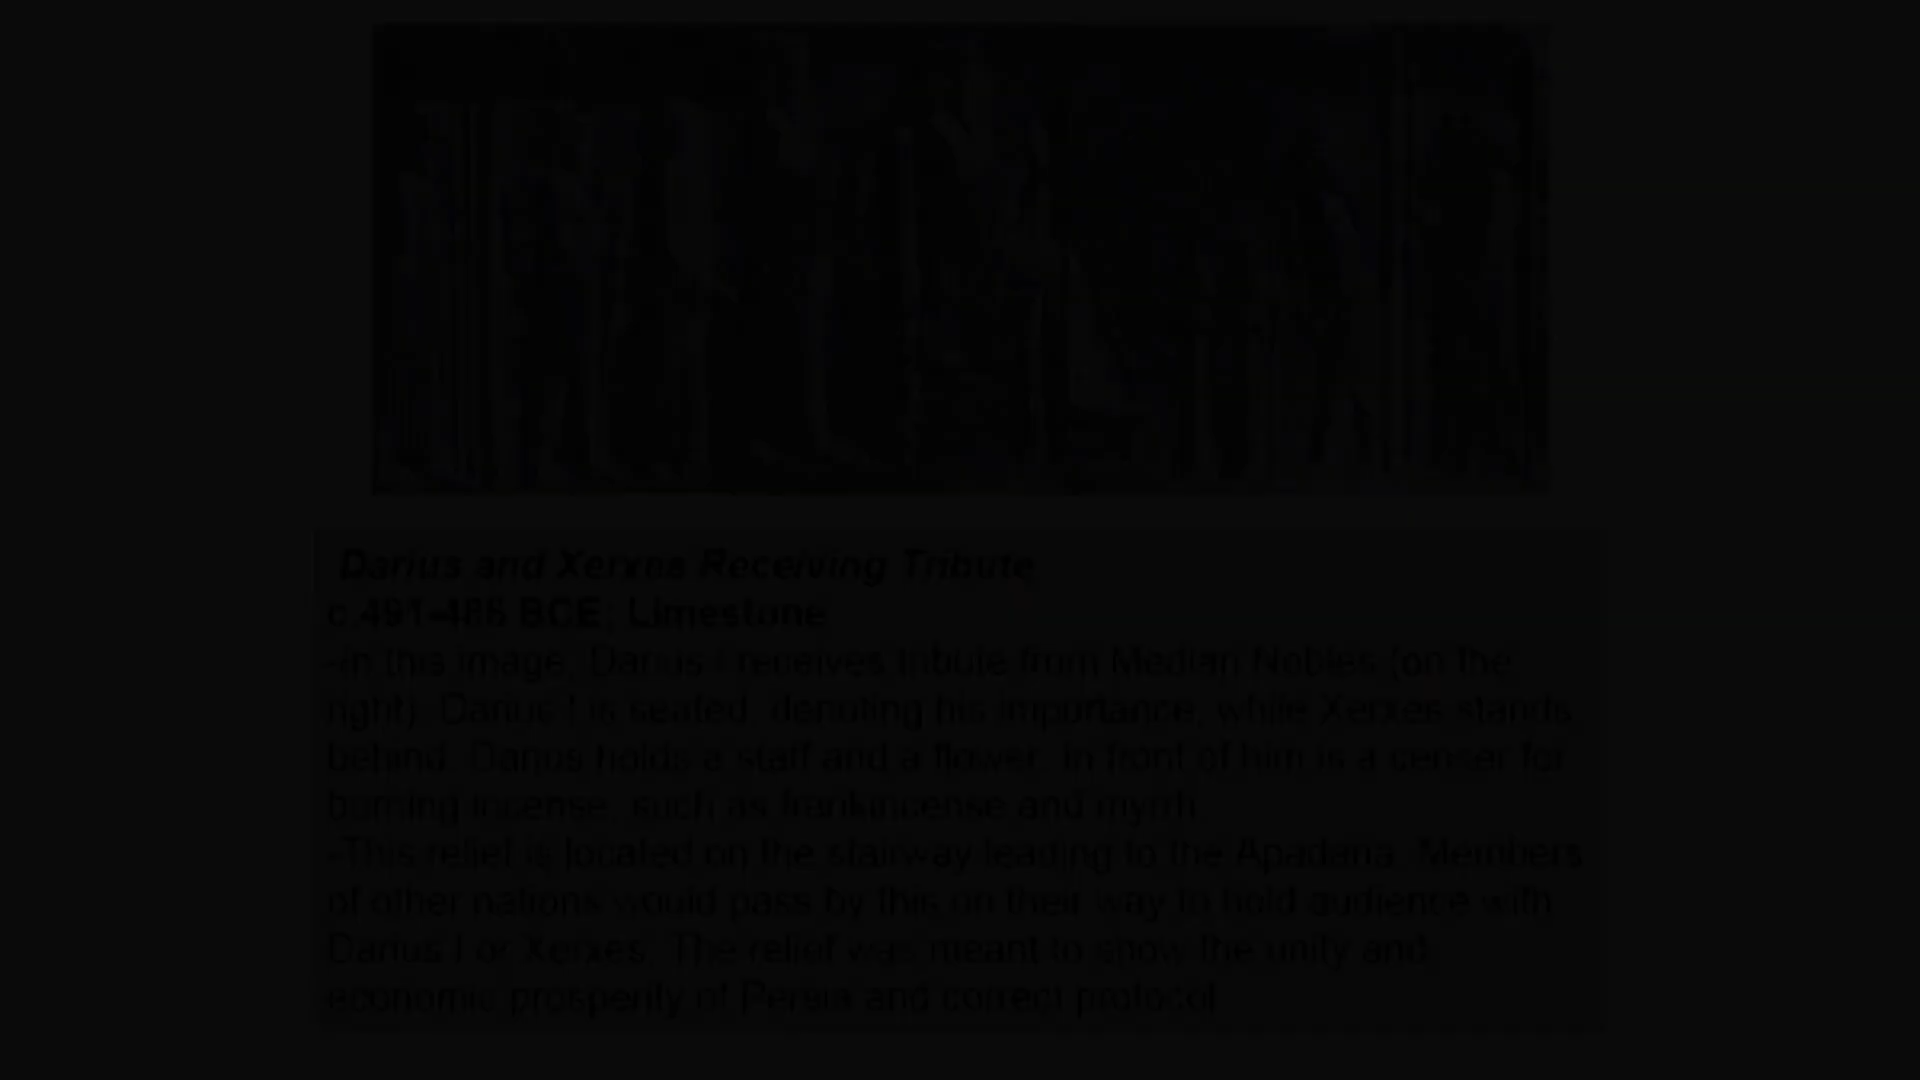 Darius and Xerxes Receiving Tribute
c.491-486 BCE; Limestone
-In this image, Darius I receives tribute from Median Nobles (on the
right). Darius I is seated, denoting his importance, while Xerxes stands
behind. Darius holds a staff and a flower. In front of him is a censer for
burning incense, such as frankincense and myrrh.
-This relief is located on the stairway leading to the Apadana. Members
of other nations would pass by this on their way to hold audience with
Darius I or Xerxes. The relief was meant to show the unity and
economic prosperity of Persia and correct protocol